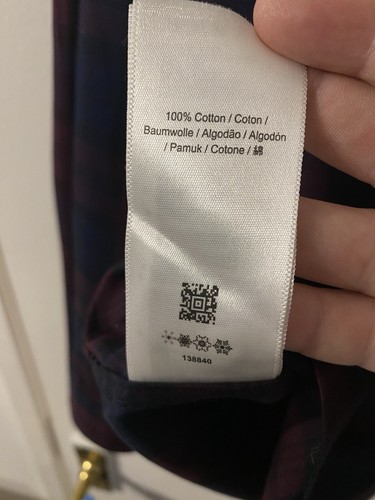 100% Cotton / Coton /
Baumwolle / Algodão / Algodón
/ Pamuk / Cotone / 綿
138840